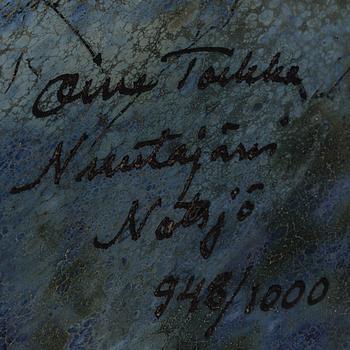 Oiva Toikka
Nuutajärvi
Notsjö
946/1000